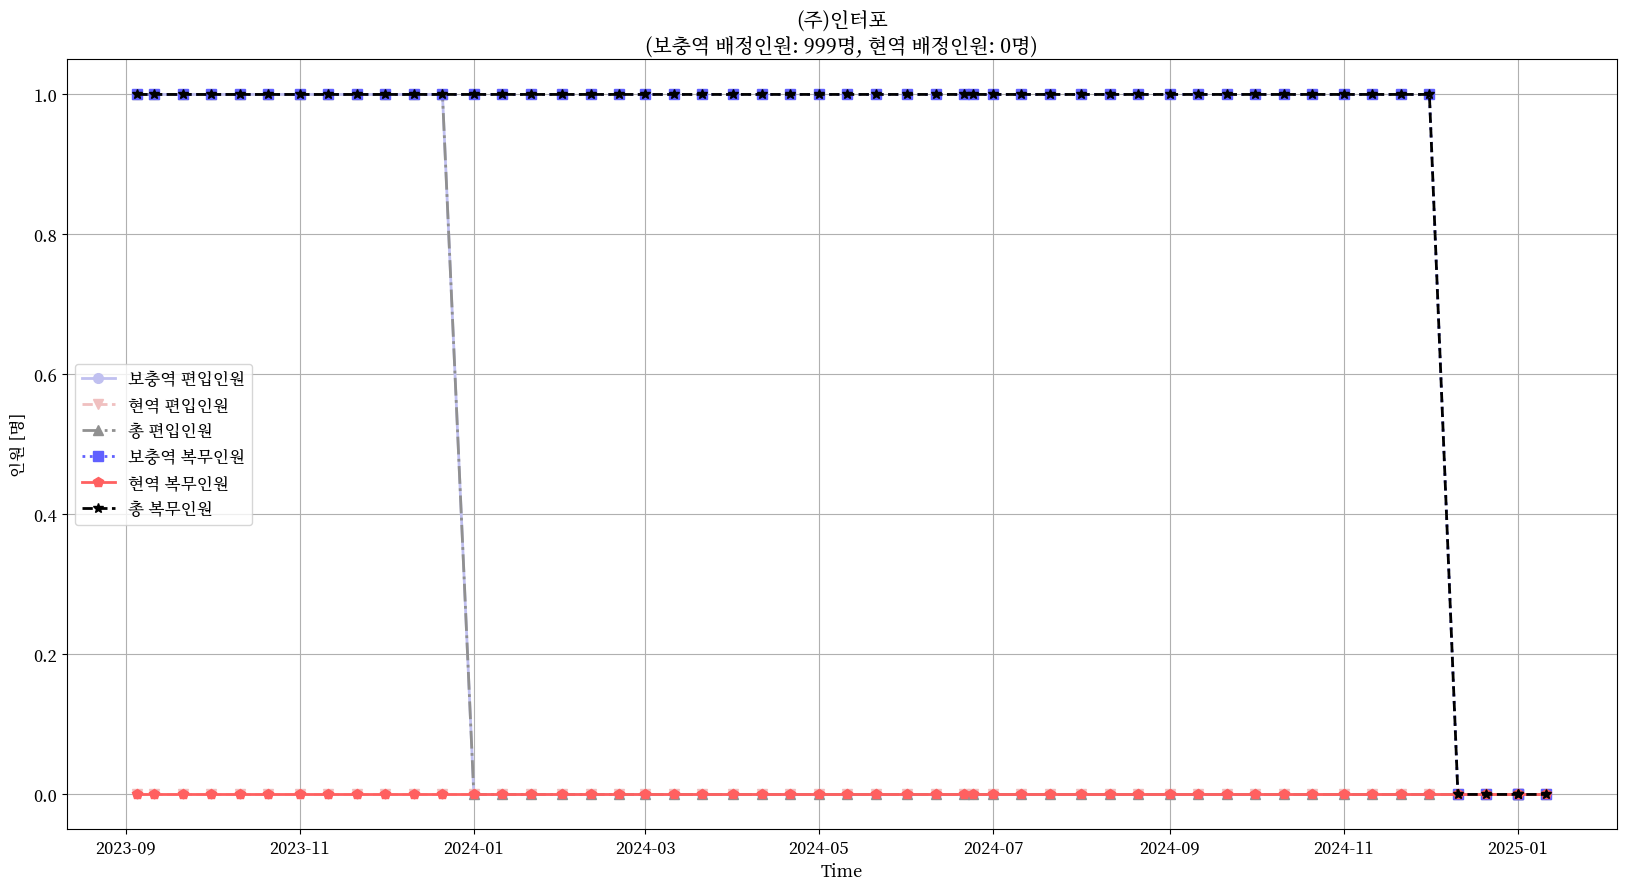 (주)인터포
(보충역 배정인원: 999명, 현역 배정인원: 0명)
1.0
0.8
0.6
0.4
0.2
0.0
인원 [명]
보충역 편입인원
현역 편입인원
총 편입인원
보충역 복무인원
현역 복무인원
총 복무인원
2023-09 2023-11 2024-01 2024-03 2024-05 2024-07 2024-09 2024-11 2025-01
Time